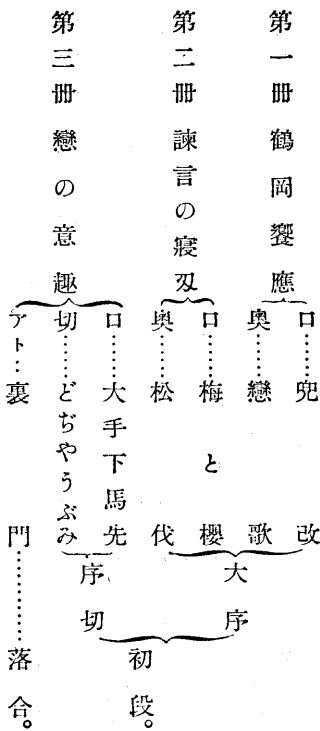 第一冊鶴岡饗應
口……兜改
奧……戀歌
第二冊諫言の寢刄
口……梅と櫻
奧……松伐
大序
第三冊戀の意趣
口……大手下馬先
切……どぢやうぶみ
序切
初段。
アト…裏門……落合。